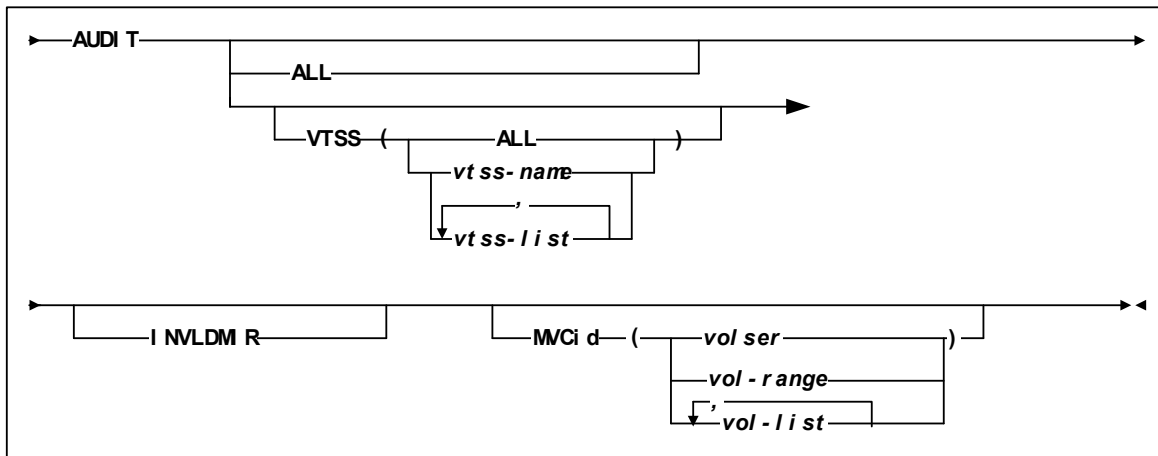 AUDIT
ALL
VTSS ( ALL )
vtss-name
,
vtss-list
INVLDMIR
MVCid ( volser )
vol-range
,
vol-list